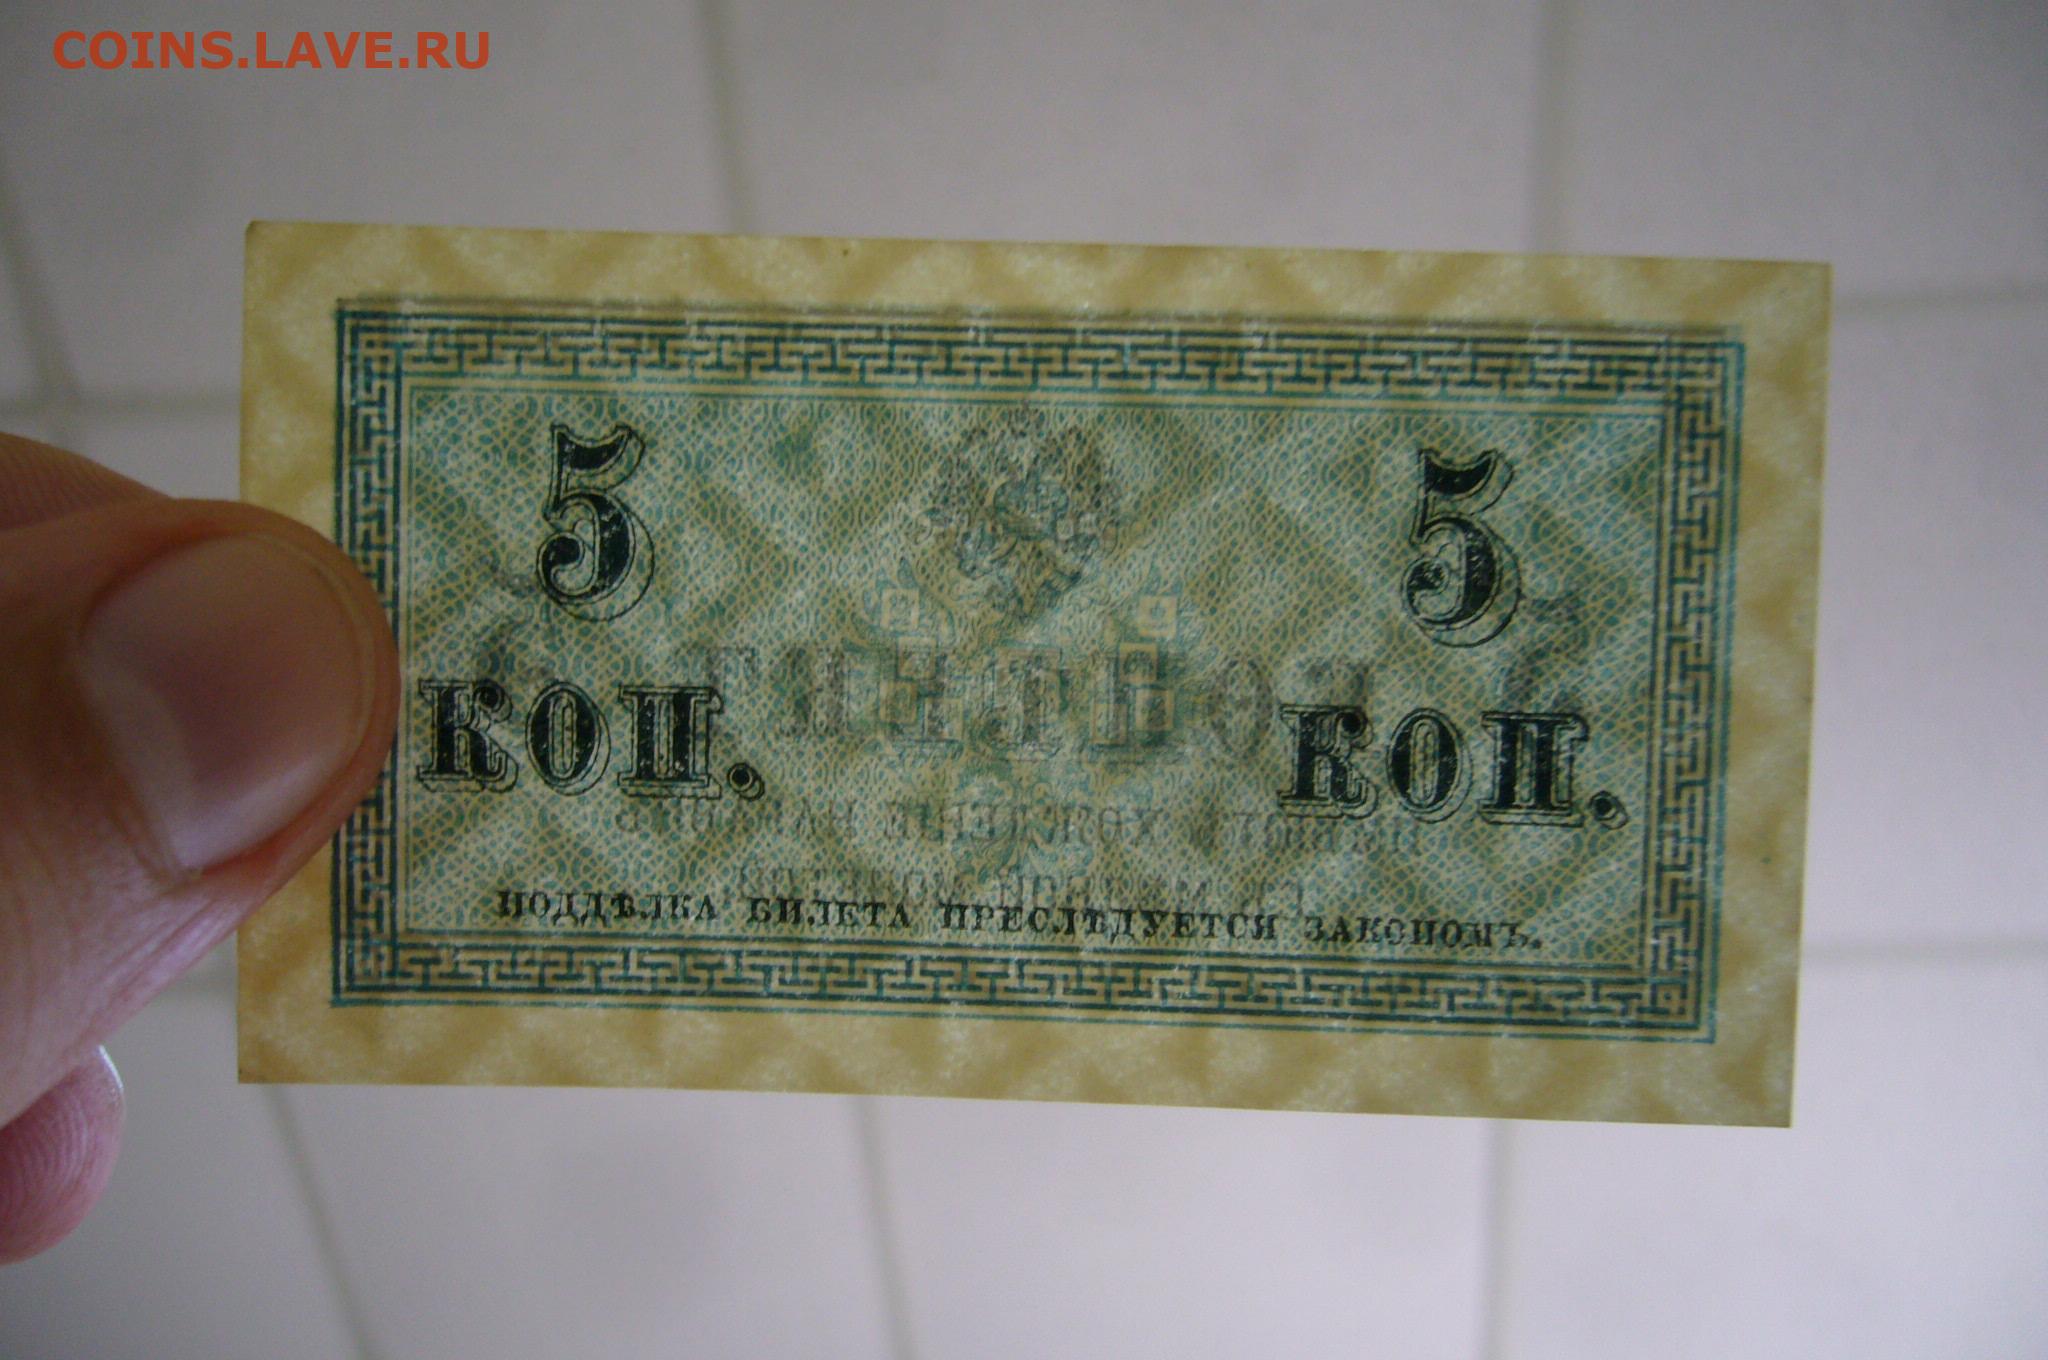 COINS.LAVE.RU
5 5
КОП. КОП.
ПОДДѢЛКА БИЛЕТА ПРЕСЛѢДУЕТСЯ ЗАКОНОМЪ.